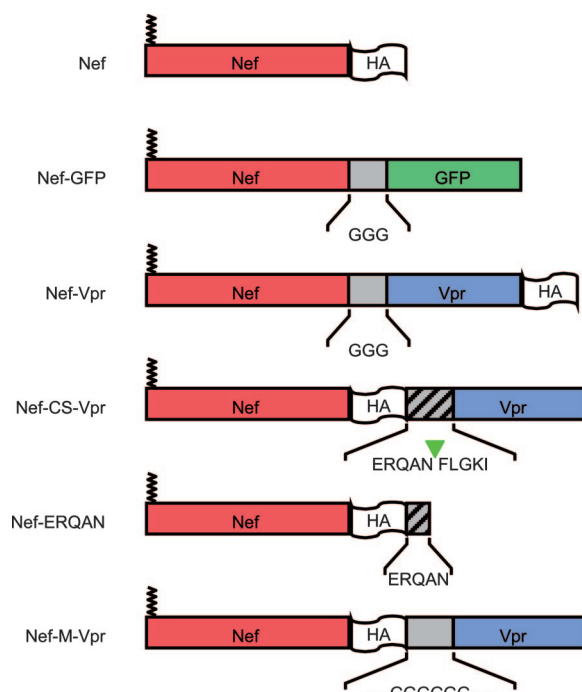 Nef
Nef HA
Nef-GFP
Nef GFP
GGG
Nef-Vpr
Nef Vpr HA
GGG
Nef-CS-Vpr
Nef HA Vpr
ERQAN FLGKI
Nef-ERQAN
Nef HA
ERQAN
Nef-M-Vpr
Nef HA Vpr